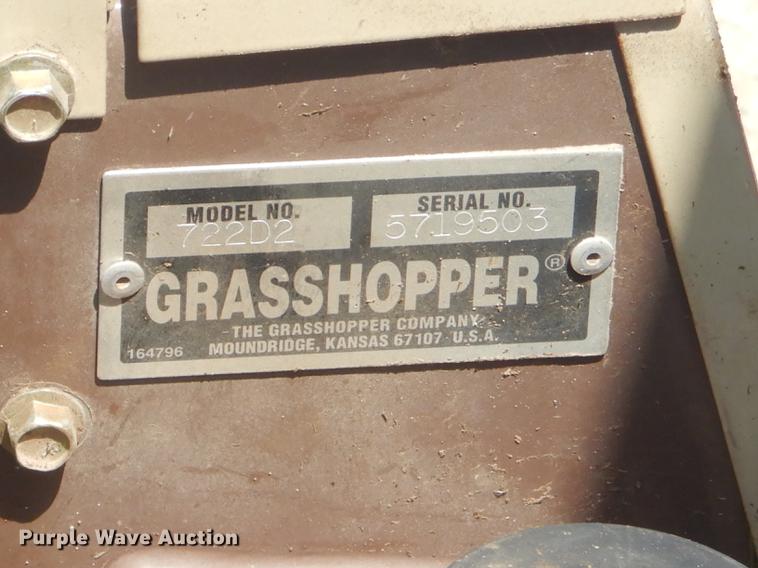 MODEL NO. SERIAL NO.
722D2 5719503
GRASSHOPPER®
THE GRASSHOPPER COMPANY
164796 MOUNDRIDGE, KANSAS 67107 U.S.A.
Purple Wave Auction